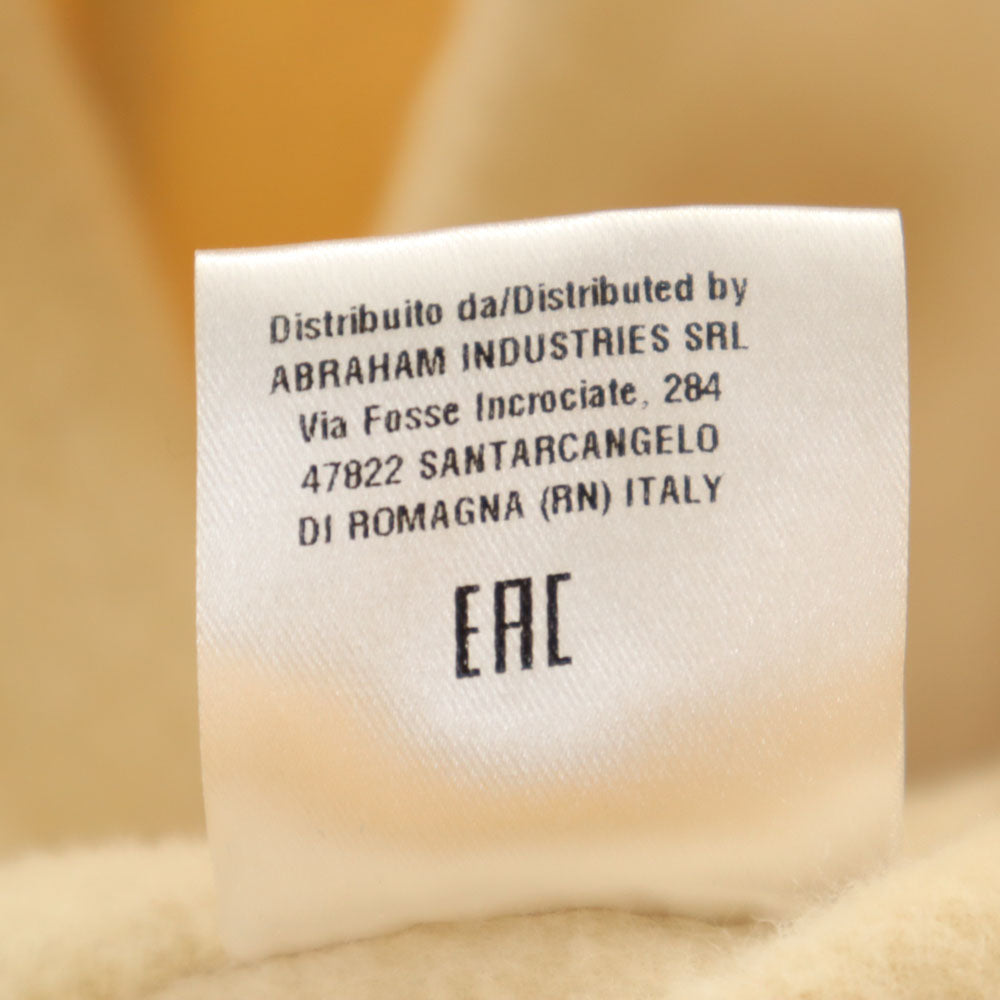 Distribuito da/Distributed by
ABRAHAM INDUSTRIES SRL
Via Fosse Incrociate, 284
47822 SANTARCANGELO
DI ROMAGNA (RN) ITALY
EAC